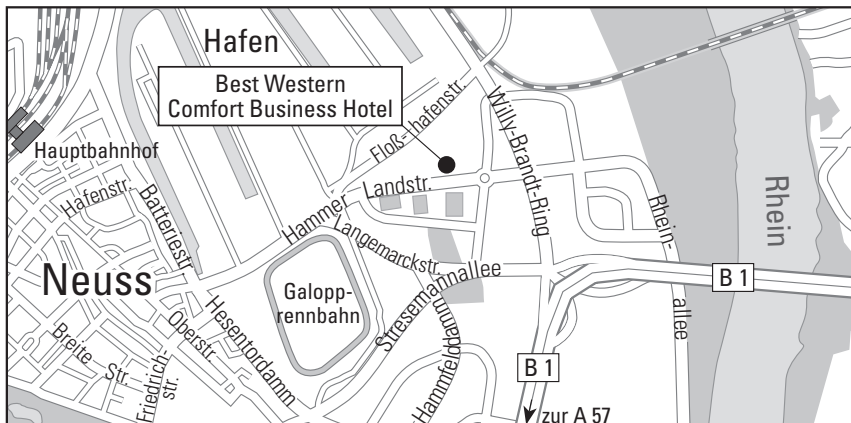 Hafen
Best Western
Comfort Business Hotel
Hauptbahnhof
Floß-hafenstr.
Willy-Brandt-Ring
Hafenstr.
Batteriestr.
Hammer Landstr.
Rhein-
allee
Rhein
Langemarckstr.
Neuss
Galopp-
rennbahn
Stresemannallee
B 1
Hesentordamm
Oberstr.
Breite Str.
Friedrich-
str.
Hammfelddamm
B 1
zur A 57